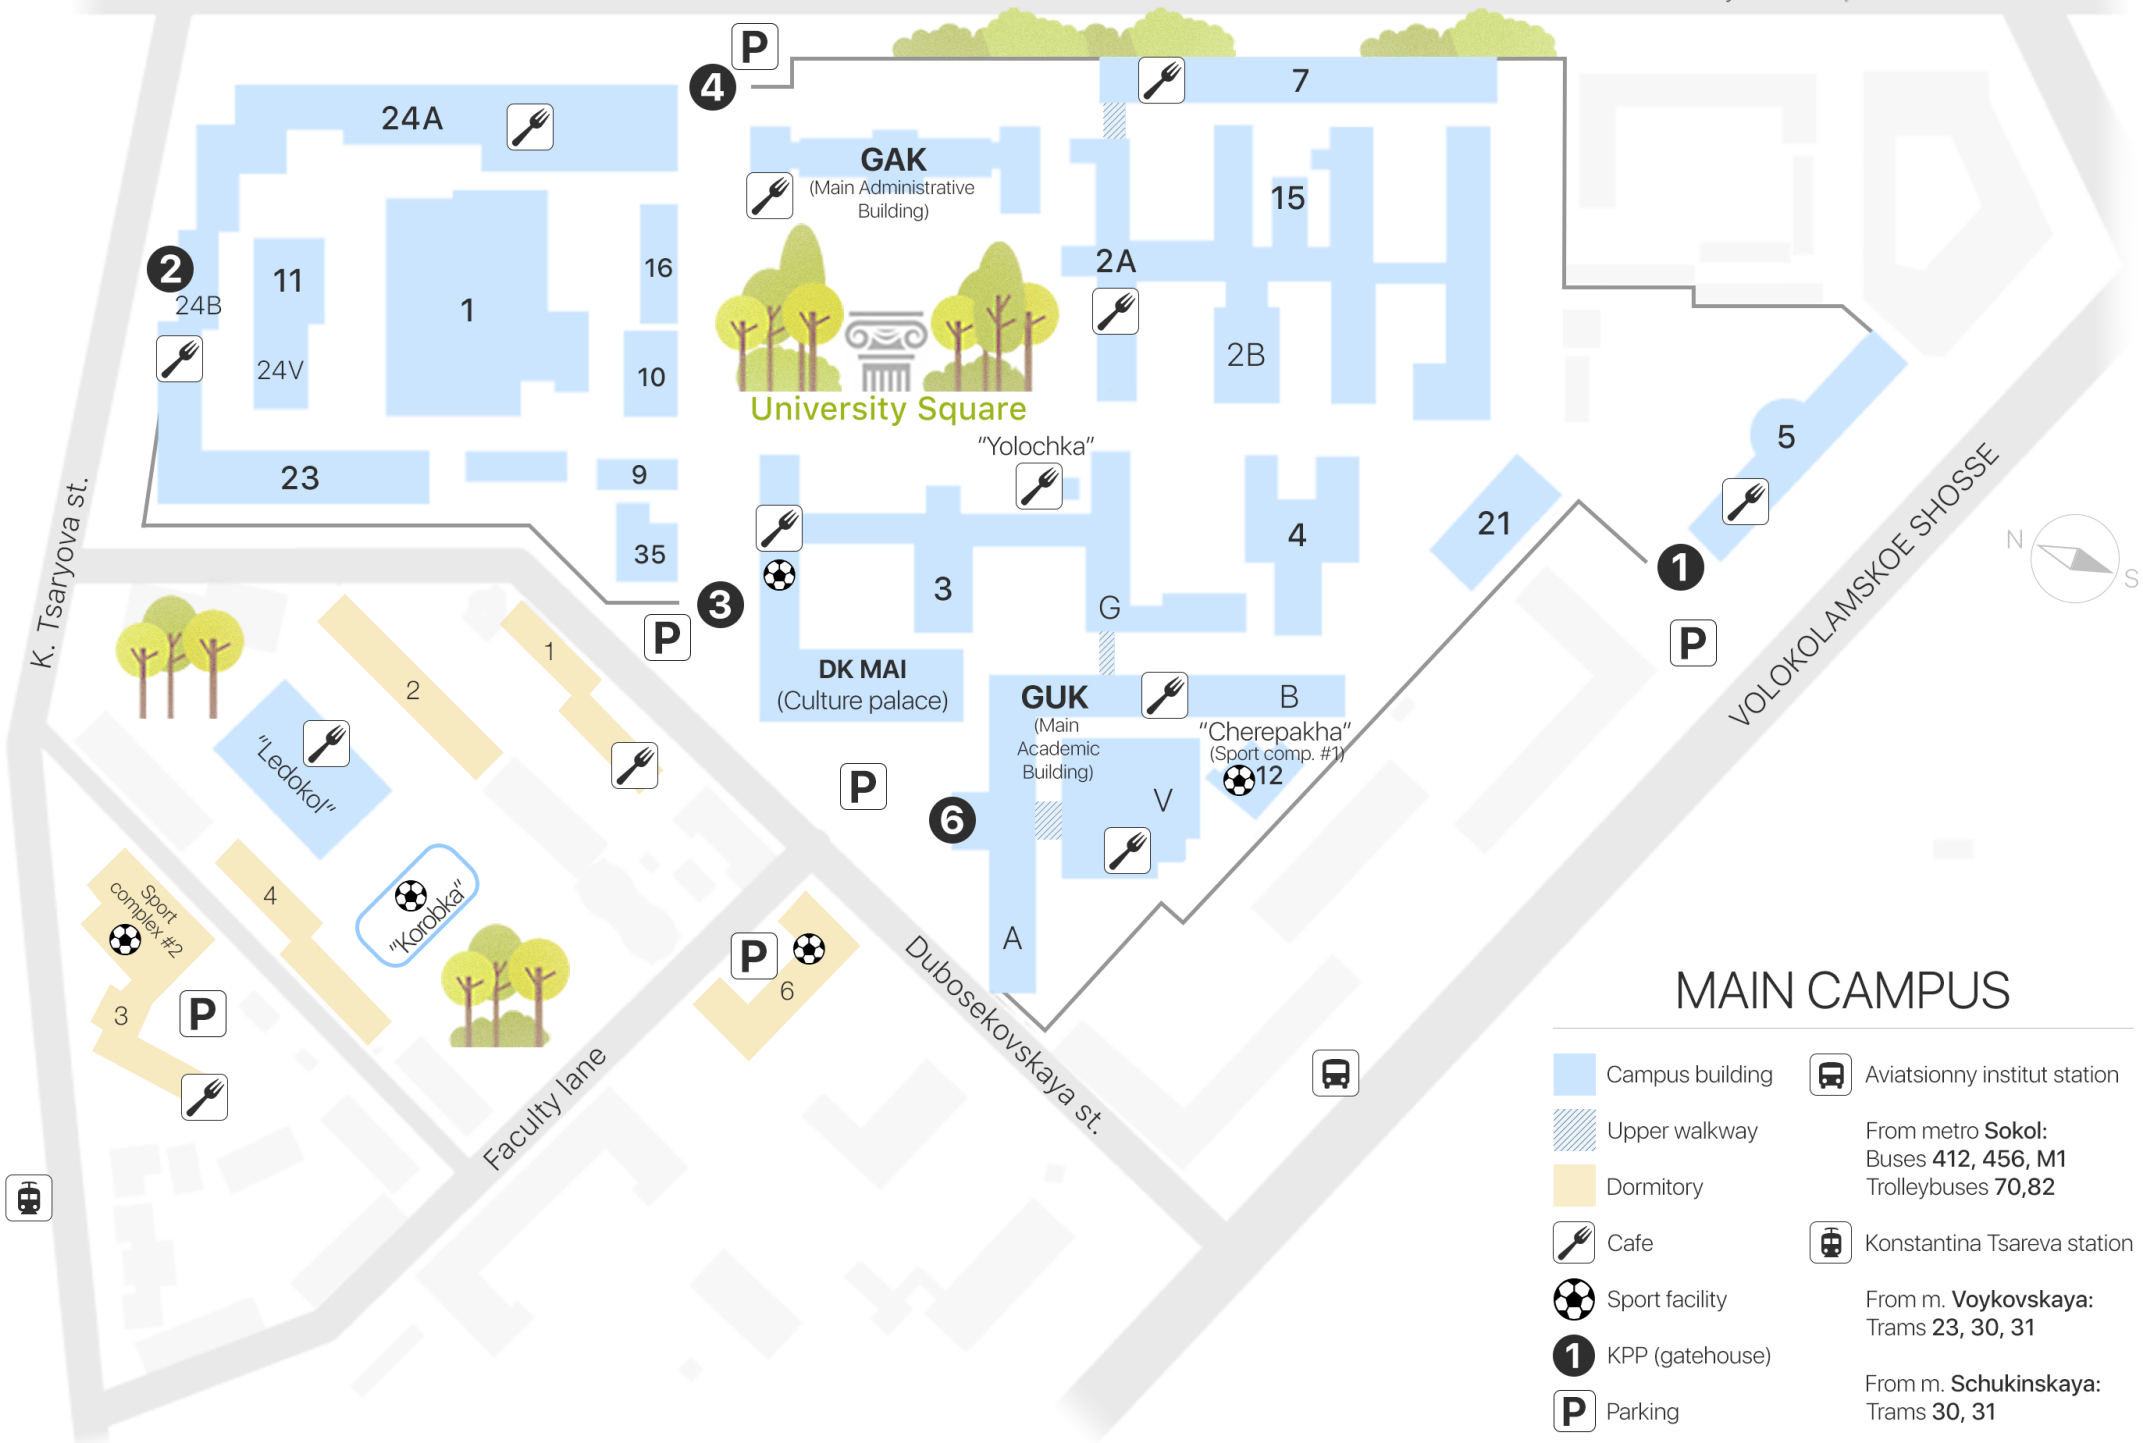 P
4
7
24A
GAK
(Main Administrative
Building)
15
2
24B
11
1
16
2A
24V
10
2B
University Square
"Yolochka"
5
23
9
35
3
4
21
G
1
VOLOKOLAMSKOE SHOSSE
N
S
K. Tsaryova st.
3
P
P
DK MAI
(Culture palace)
GUK
(Main
Academic
Building)
B
"Cherepakha"
(Sport comp. #1)
12
V
A
P
6
1
2
"Ledokol"
4
"Korobka"
Sport
complex #2
3
P
P
6
Dubosekovskaya st.
Faculty lane
MAIN CAMPUS
Campus building
Upper walkway
Dormitory
Cafe
Sport facility
1 KPP (gatehouse)
P Parking
Aviatsionny institut station
From metro Sokol:
Buses 412, 456, M1
Trolleybuses 70,82
Konstantina Tsareva station
From m. Voykovskaya:
Trams 23, 30, 31
From m. Schukinskaya:
Trams 30, 31